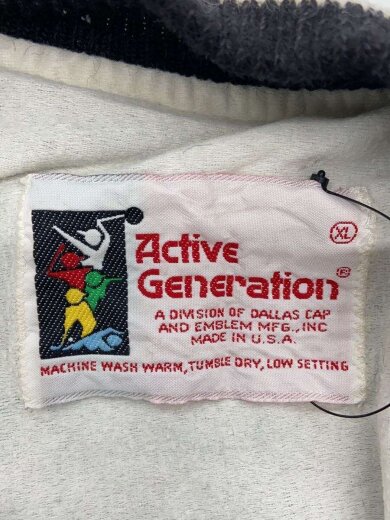 XL
Active
Generation®
A DIVISION OF DALLAS CAP
AND EMBLEM MFG., INC
MADE IN U.S.A.
MACHINE WASH WARM, TUMBLE DRY, LOW SETTING